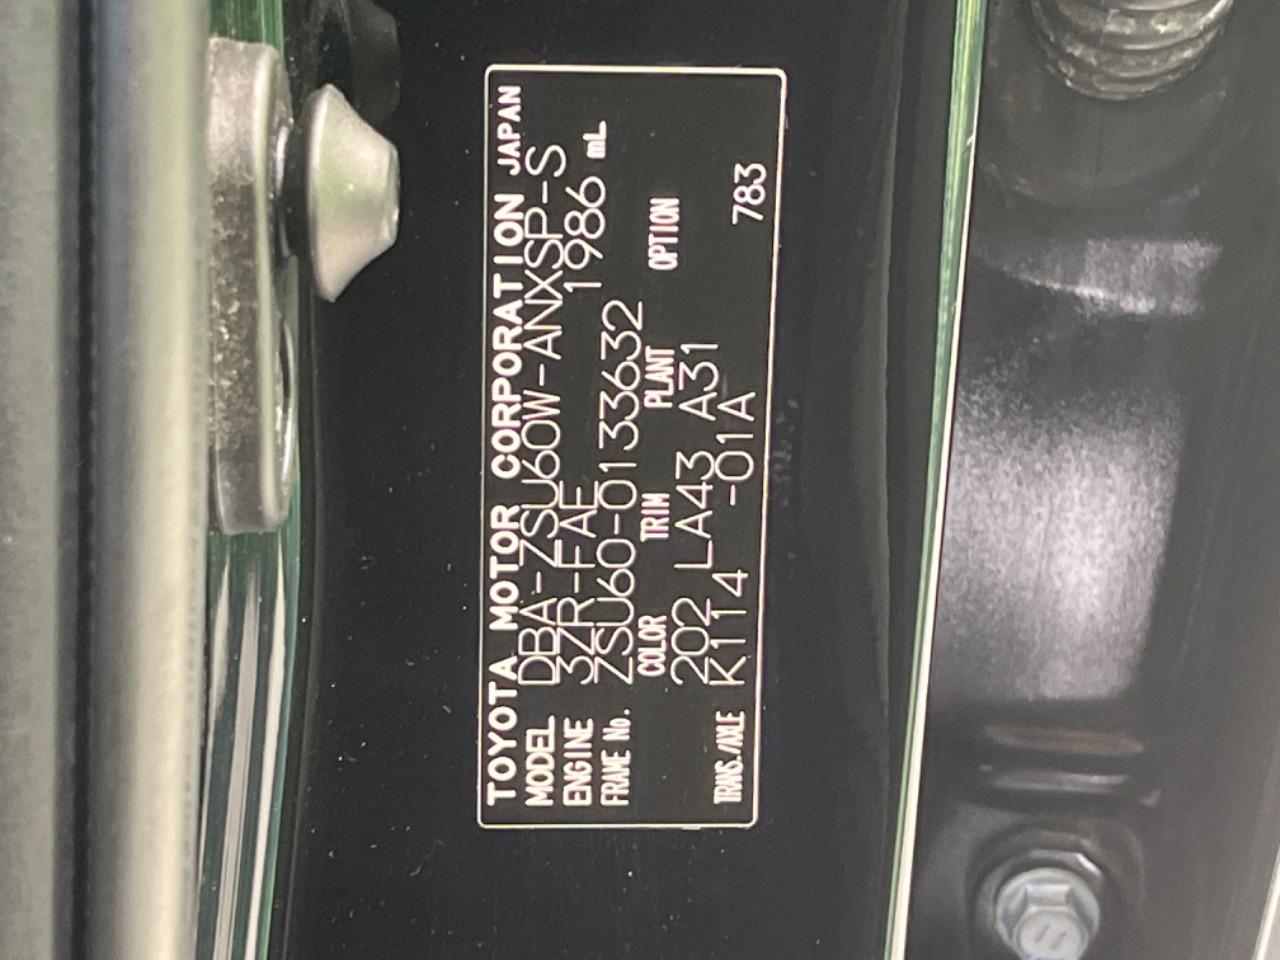 TOYOTA MOTOR CORPORATION JAPAN
MODEL DBA-ZSU60W-ANXSP-S
ENGINE 3ZR-FAE 1986 mL
FRAME No. ZSU60-0133632
COLOR TRIM PLANT OPTION
202 LA43 A31
TRANS./AXLE K114 -01A 783